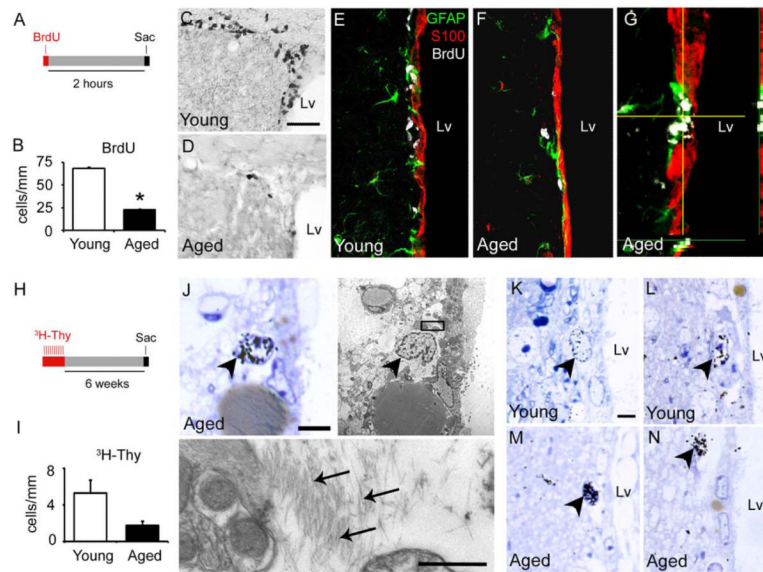 A
BrdU
Sac
2 hours
B
BrdU
75
50
25
0
cells/mm
*
Young
Aged
C
Lv
Young
D
Lv
Aged
E
GFAP
S100
BrdU
Lv
Young
F
Lv
Aged
G
Lv
Aged
H
³H-Thy
Sac
6 weeks
I
³H-Thy
8
4
0
cells/mm
Young
Aged
J
Aged
K
Lv
Young
L
Lv
Young
M
Lv
Aged
N
Lv
Aged